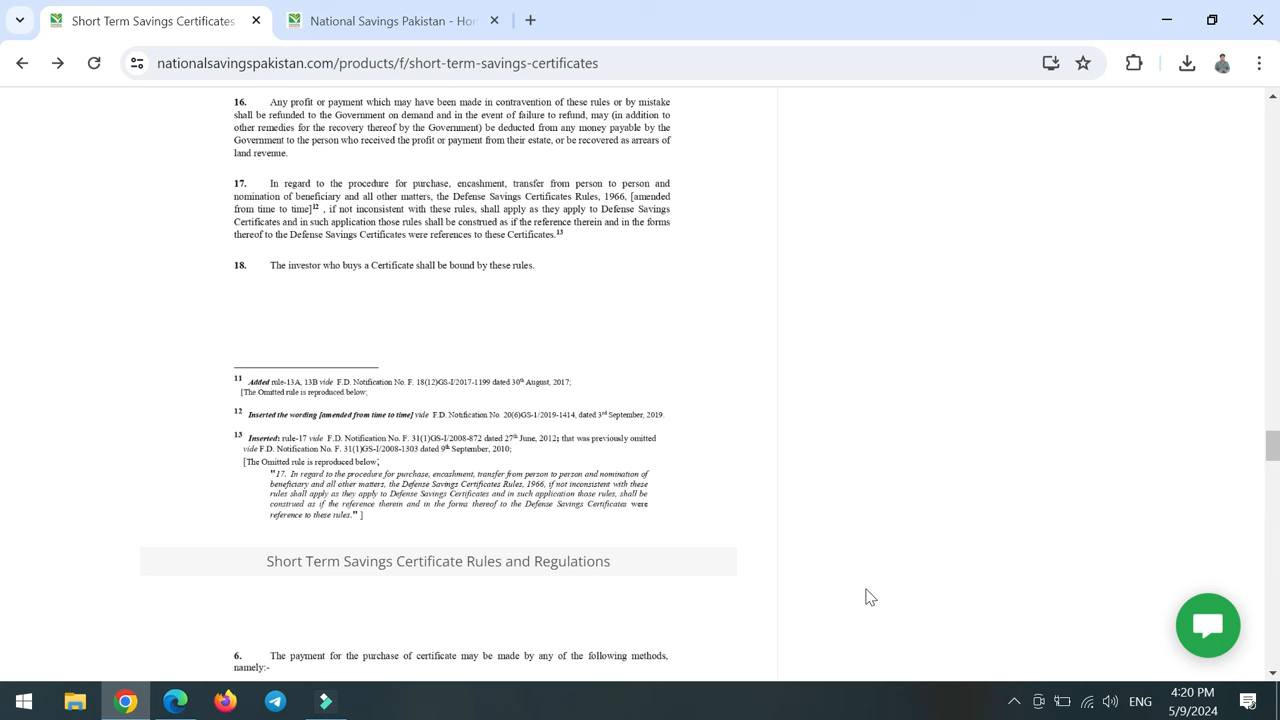 Short Term Savings Certificates
National Savings Pakistan - Hom
nationalsavingspakistan.com/products/f/short-term-savings-certificates
16. Any profit or payment which may have been made in contravention of these rules or by mistake
shall be refunded to the Government on demand and in the event of failure to refund, may (in addition to
other remedies for the recovery thereof by the Government) be deducted from any money payable by the
Government to the person who received the profit or payment from their estate, or be recovered as arrears of
land revenue.
17. In regard to the procedure for purchase, encashment, transfer from person to person and
nomination of beneficiary and all other matters, the Defense Savings Certificates Rules, 1966, [amended
from time to time]12 , if not inconsistent with these rules, shall apply as they apply to Defense Savings
Certificates and in such application those rules shall be construed as if the reference therein and in the forms
thereof to the Defense Savings Certificates were references to these Certificates.13
18. The investor who buys a Certificate shall be bound by these rules.
11 Added rule-13A, 13B vide F.D. Notification No. F. 18(12)GS-I/2017-1199 dated 30th August, 2017;
[The Omitted rule is reproduced below;
12 Inserted the wording [amended from time to time] vide F.D. Notification No. 20(6)GS-1/2019-1414, dated 3rd September, 2019.
13 Inserted: rule-17 vide F.D. Notification No. F. 31(1)GS-I/2008-872 dated 27th June, 2012; that was previously omitted
vide F.D. Notification No. F. 31(1)GS-I/2008-1303 dated 9th September, 2010;
[The Omitted rule is reproduced below;
"17. In regard to the procedure for purchase, encashment, transfer from person to person and nomination of
beneficiary and all other matters, the Defense Savings Certificates Rules, 1966, if not inconsistent with these
rules shall apply as they apply to Defense Savings Certificates and in such application those rules, shall be
construed as if the reference therein and in the forms thereof to the Defense Savings Certificates were
reference to these rules." ]
Short Term Savings Certificate Rules and Regulations
6. The payment for the purchase of certificate may be made by any of the following methods,
namely:-
ENG
4:20 PM
5/9/2024